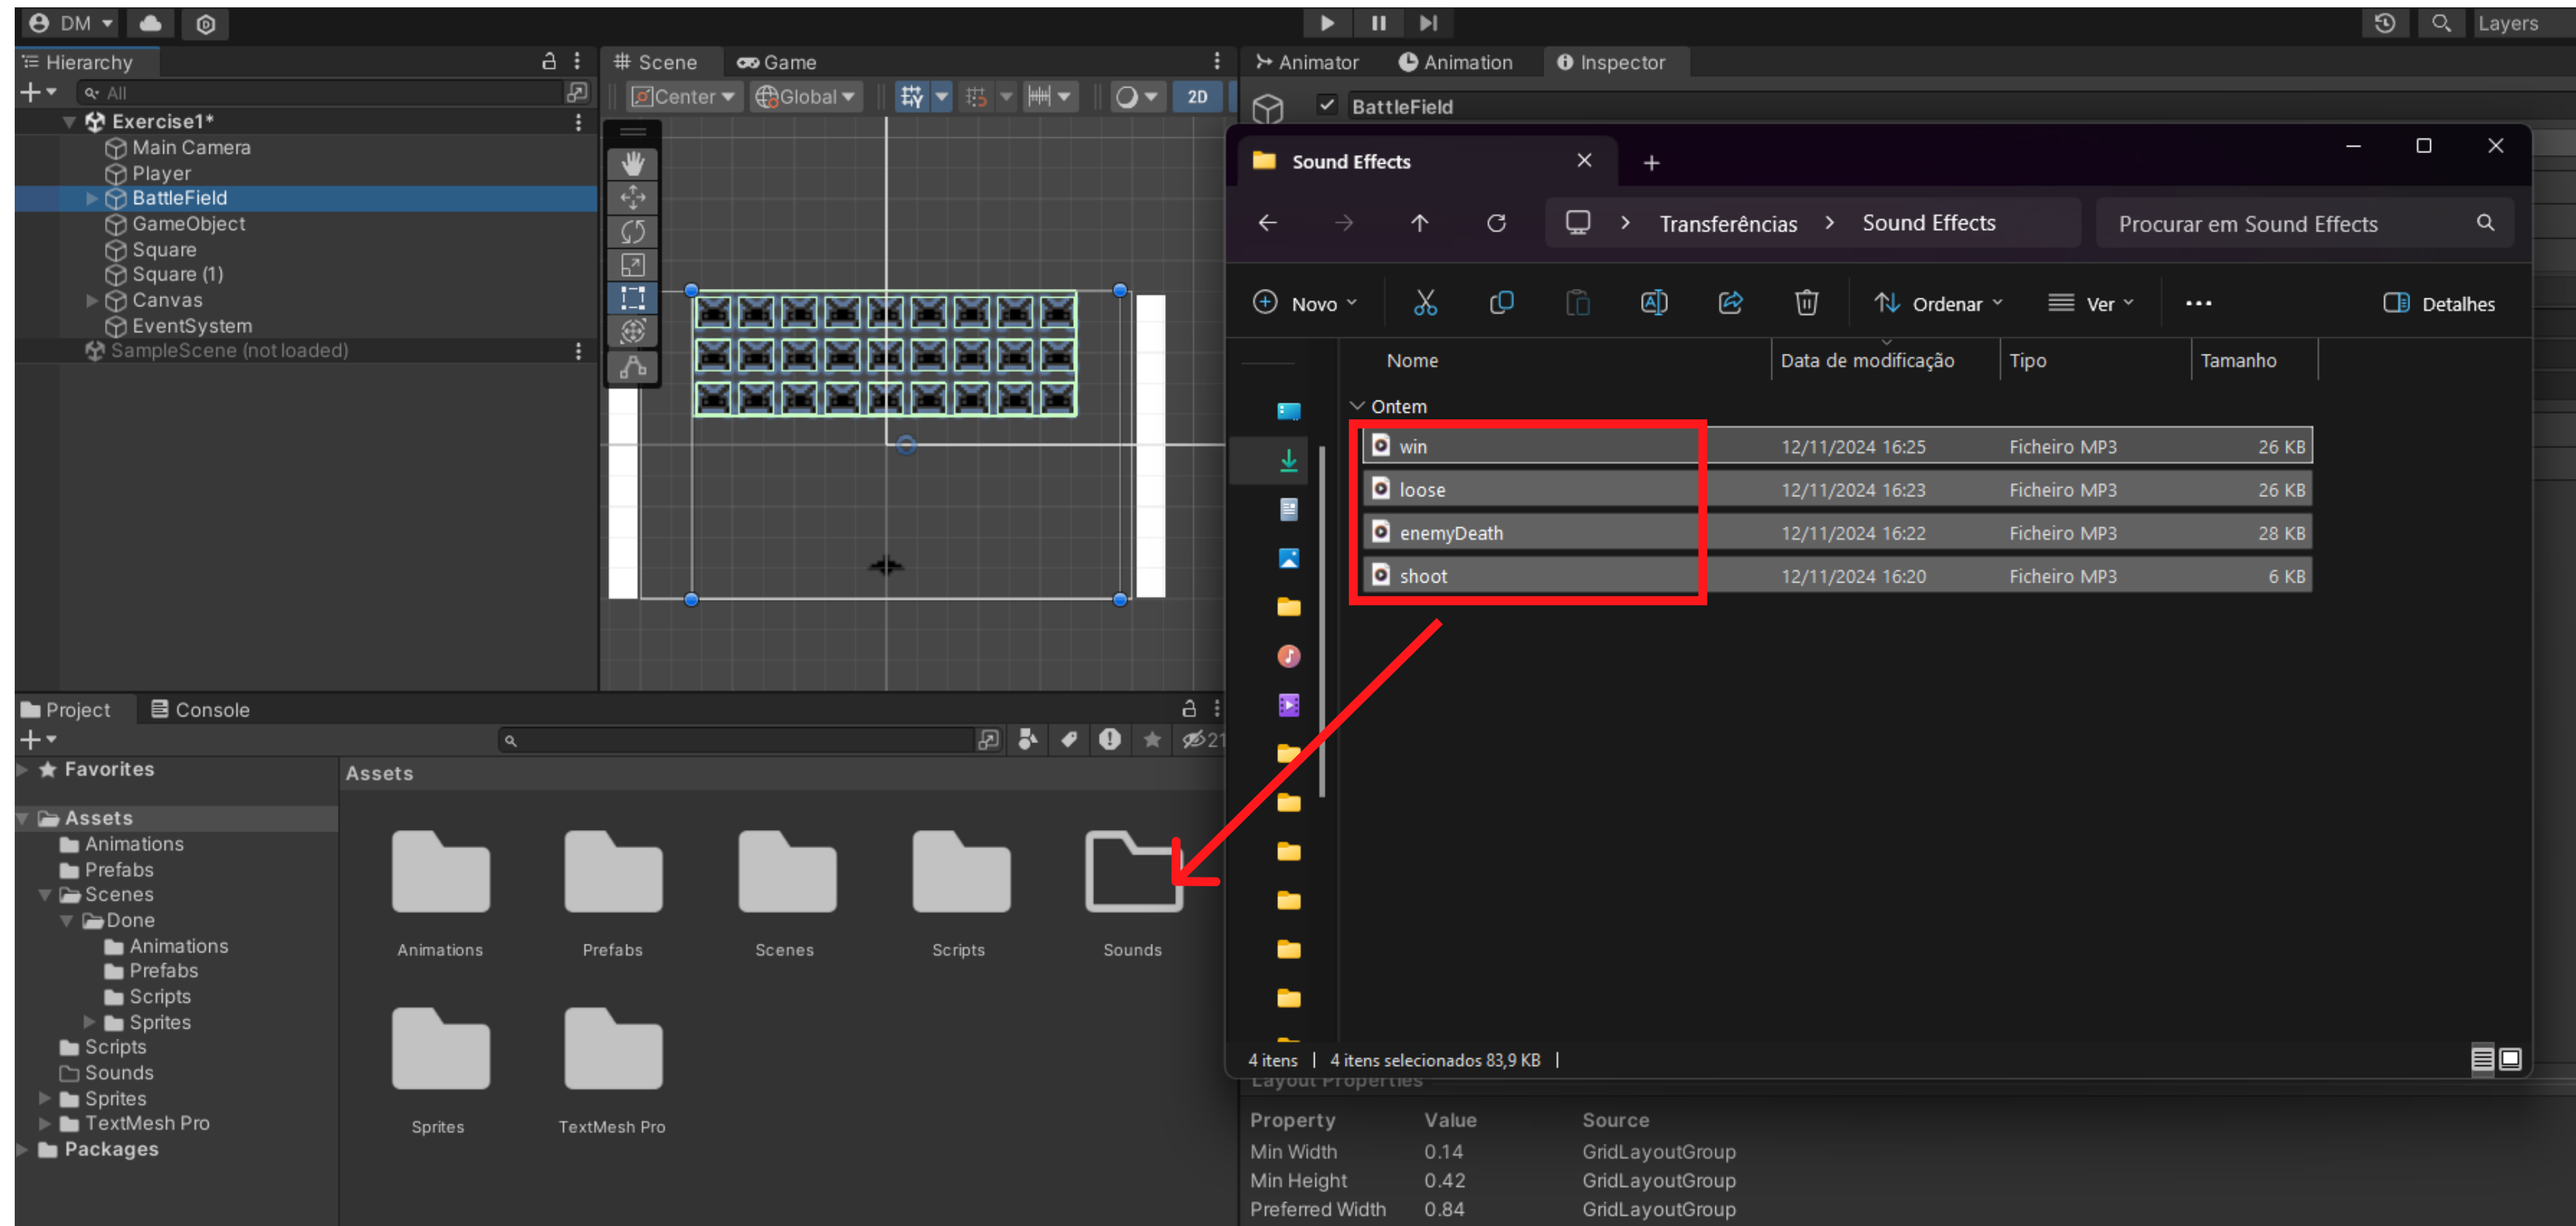 DM
Layers
Hierarchy
Scene
Game
Animator
Animation
Inspector
All
Center
Global
2D
BattleField
Exercise1*
Main Camera
Player
BattleField
GameObject
Square
Square (1)
Canvas
EventSystem
SampleScene (not loaded)
Sound Effects
Transferências > Sound Effects
Procurar em Sound Effects
Novo
Ordenar
Ver
Detalhes
Nome Data de modificação Tipo Tamanho
Ontem
win 12/11/2024 16:25 Ficheiro MP3 26 KB
loose 12/11/2024 16:23 Ficheiro MP3 26 KB
enemyDeath 12/11/2024 16:22 Ficheiro MP3 28 KB
shoot 12/11/2024 16:20 Ficheiro MP3 6 KB
4 itens | 4 itens selecionados 83,9 KB |
Project
Console
21
Favorites
Assets
Animations
Prefabs
Scenes
Done
Animations
Prefabs
Scripts
Sprites
Scripts
Sounds
Sprites
TextMesh Pro
Packages
Assets
Animations
Prefabs
Scenes
Scripts
Sounds
Sprites
TextMesh Pro
Layout Properties
Property Value Source
Min Width 0.14 GridLayoutGroup
Min Height 0.42 GridLayoutGroup
Preferred Width 0.84 GridLayoutGroup